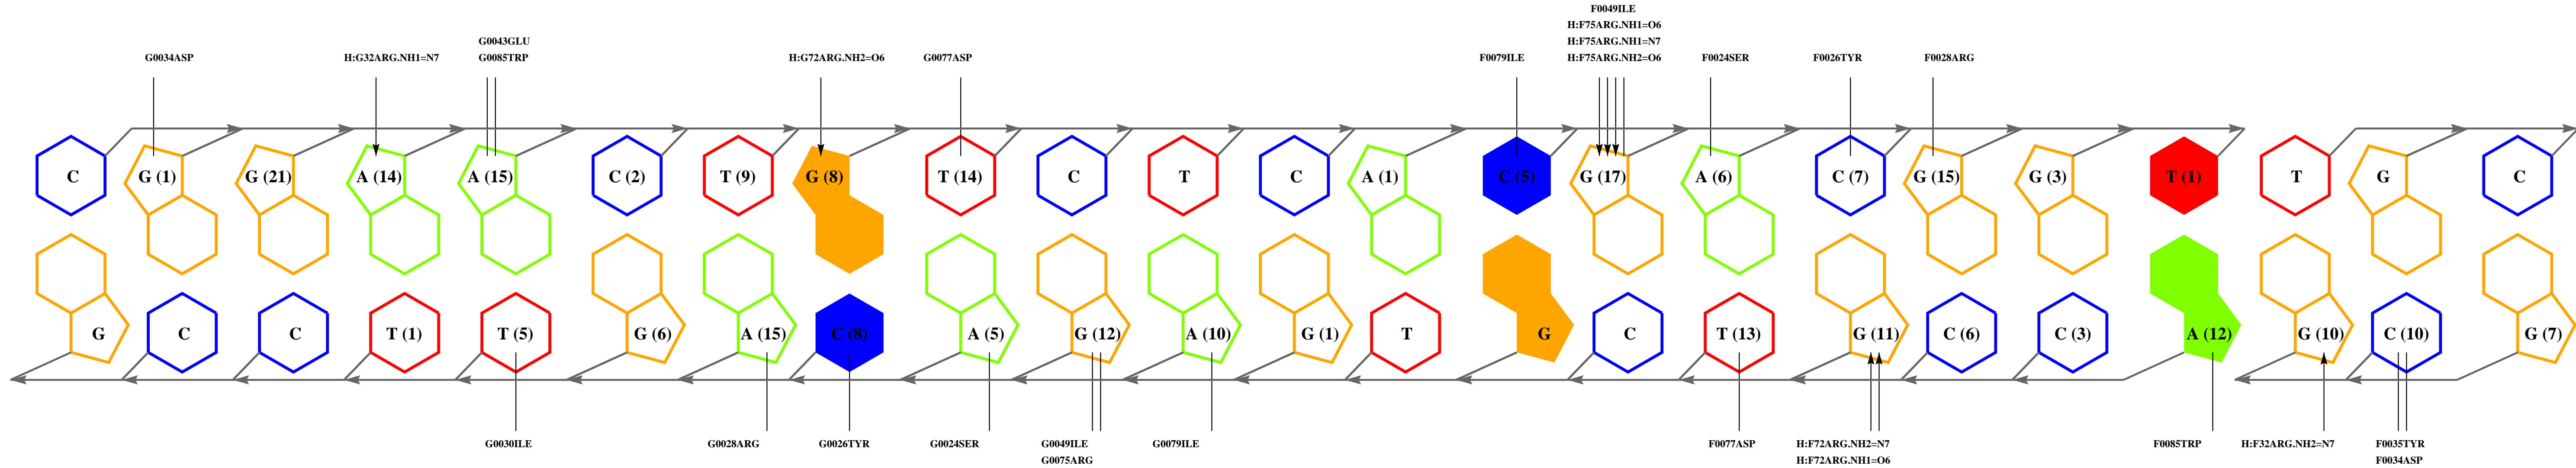 F0049ILE
H:F75ARG.NH1=O6
G0043GLU
H:F75ARG.NH1=N7
G0034ASP
H:G32ARG.NH1=N7
G0085TRP
H:G72ARG.NH2=O6
G0077ASP
F0079ILE
H:F75ARG.NH2=O6
F0024SER
F0026TYR
F0028ARG
C
G (1)
G (21)
A (14)
A (15)
C (2)
T (9)
G (8)
T (14)
C
T
C
A (1)
C (5)
G (17)
A (6)
C (7)
G (15)
G (3)
T (1)
T
G
C
G
C
C
T (1)
T (5)
G (6)
A (15)
C (8)
A (5)
G (12)
A (10)
G (1)
T
G
C
T (13)
G (11)
C (6)
C (3)
A (12)
G (10)
C (10)
G (7)
G0030ILE
G0028ARG
G0026TYR
G0024SER
G0049ILE
G0079ILE
F0077ASP
H:F72ARG.NH2=N7
F0085TRP
H:F32ARG.NH2=N7
F0035TYR
G0075ARG
H:F72ARG.NH1=O6
F0034ASP